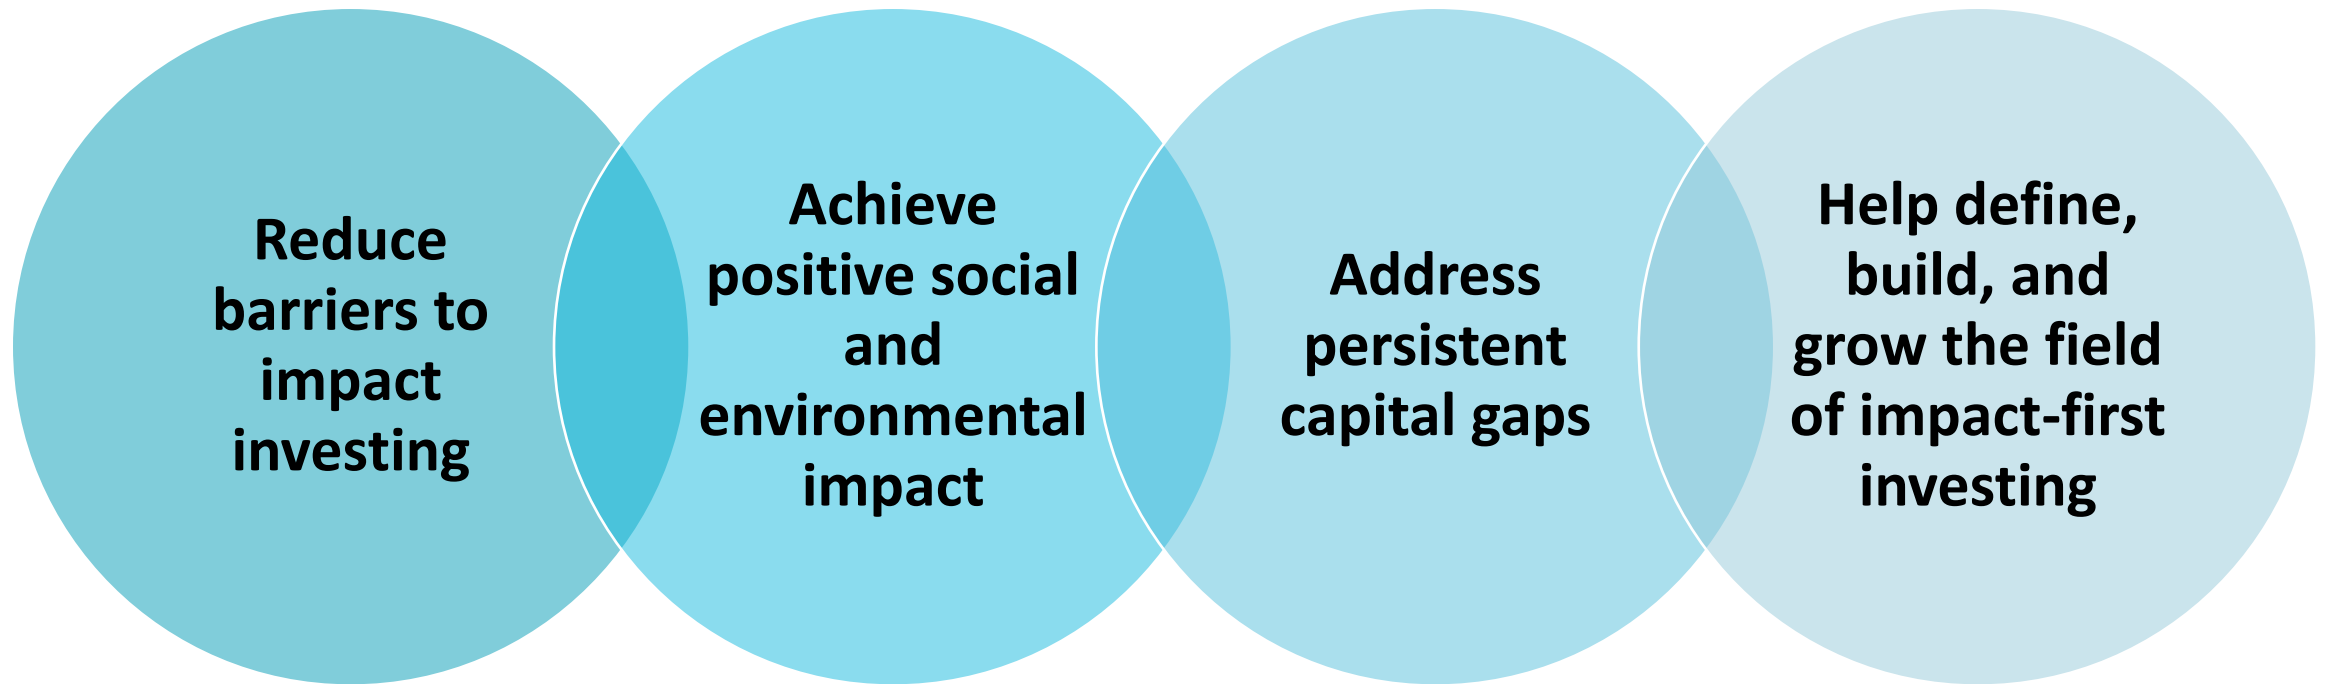 Reduce
barriers to
impact
investing
Achieve
positive social
and
environmental
impact
Address
persistent
capital gaps
Help define,
build, and
grow the field
of impact-first
investing